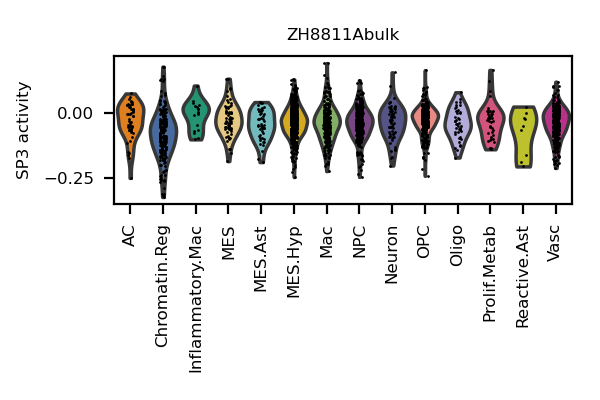 ZH8811Abulk
SP3 activity
0.00
−0.25
AC
Chromatin.Reg
Inflammatory.Mac
MES
MES.Ast
MES.Hyp
Mac
NPC
Neuron
OPC
Oligo
Prolif.Metab
Reactive.Ast
Vasc